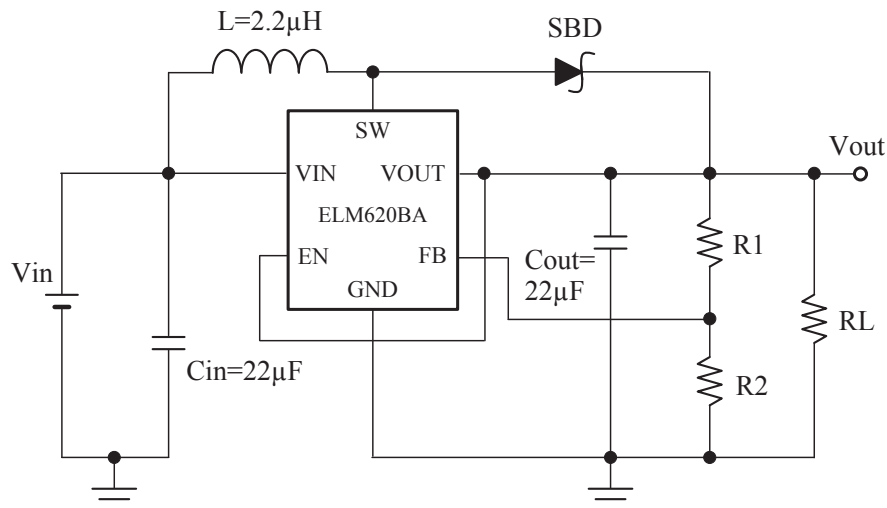 L=2.2µH
SBD
SW
Vout
VIN
VOUT
ELM620BA
EN
FB
GND
Vin
Cin=22µF
Cout=
22µF
R1
R2
RL